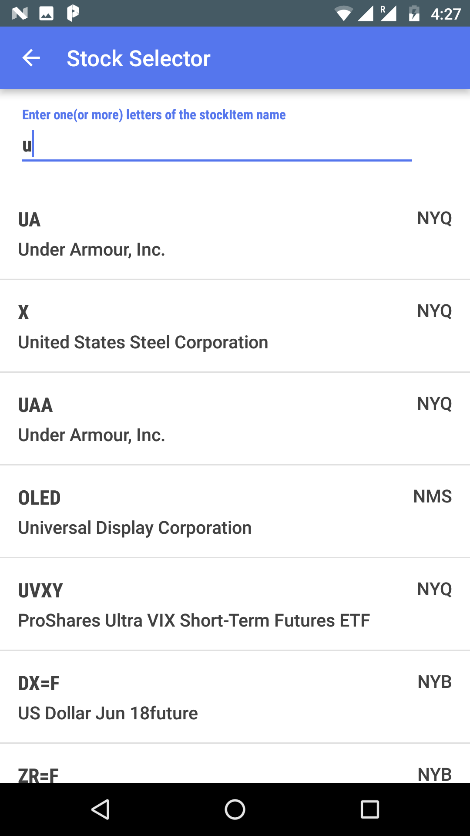 4:27
Stock Selector
Enter one(or more) letters of the stockItem name
u
UA NYQ
Under Armour, Inc.
X NYQ
United States Steel Corporation
UAA NYQ
Under Armour, Inc.
OLED NMS
Universal Display Corporation
UVXY NYQ
ProShares Ultra VIX Short-Term Futures ETF
DX=F NYB
US Dollar Jun 18future
ZR=F NYB